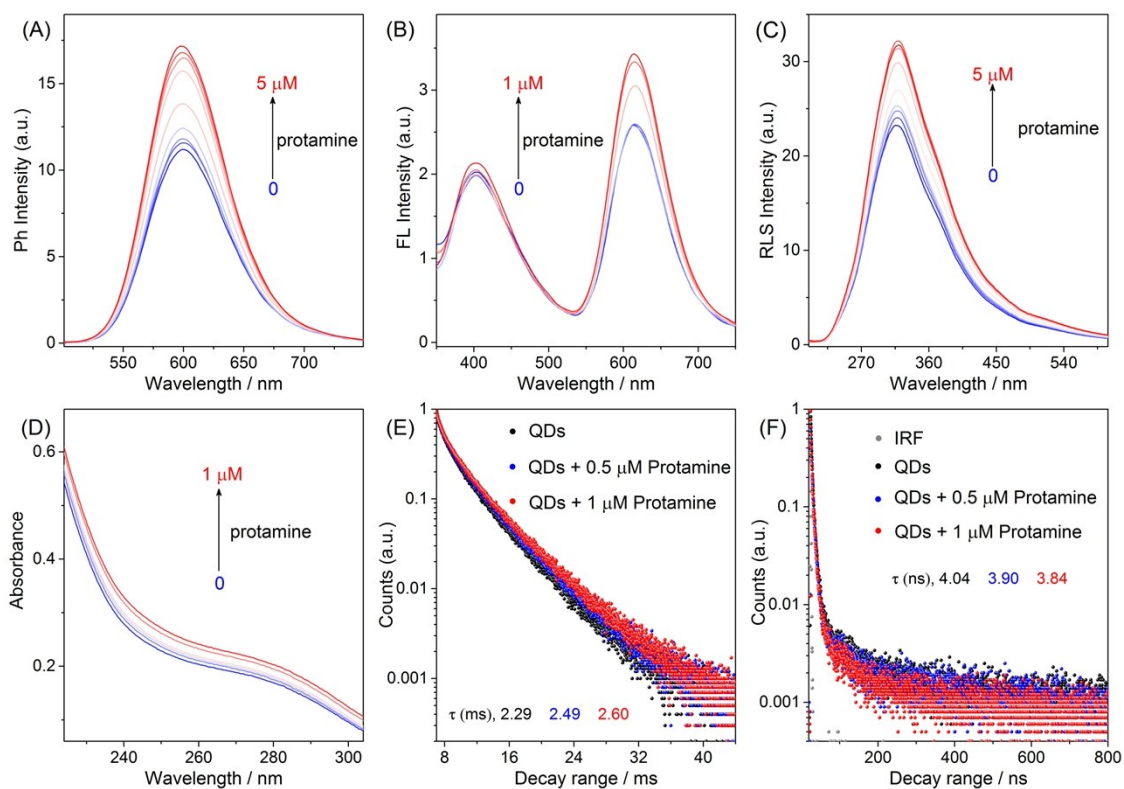 (A)
5 μM
protamine
0
15
10
5
0
Ph Intensity (a.u.)
550
600
650
700
Wavelength / nm
(B)
1 μM
protamine
0
3
2
1
0
FL Intensity (a.u.)
400
500
600
700
Wavelength / nm
(C)
5 μM
protamine
0
30
20
10
0
RLS Intensity (a.u.)
270
360
450
540
Wavelength / nm
(D)
1 μM
protamine
0
0.6
0.4
0.2
Absorbance
240
260
280
300
Wavelength / nm
(E)
QDs
QDs + 0.5 μM Protamine
QDs + 1 μM Protamine
τ (ms), 2.29 2.49 2.60
1
0.1
0.01
0.001
Counts (a.u.)
8
16
24
32
40
Decay range / ms
(F)
IRF
QDs
QDs + 0.5 μM Protamine
QDs + 1 μM Protamine
τ (ns), 4.04 3.90 3.84
1
0.1
0.01
0.001
Counts (a.u.)
200
400
600
800
Decay range / ns